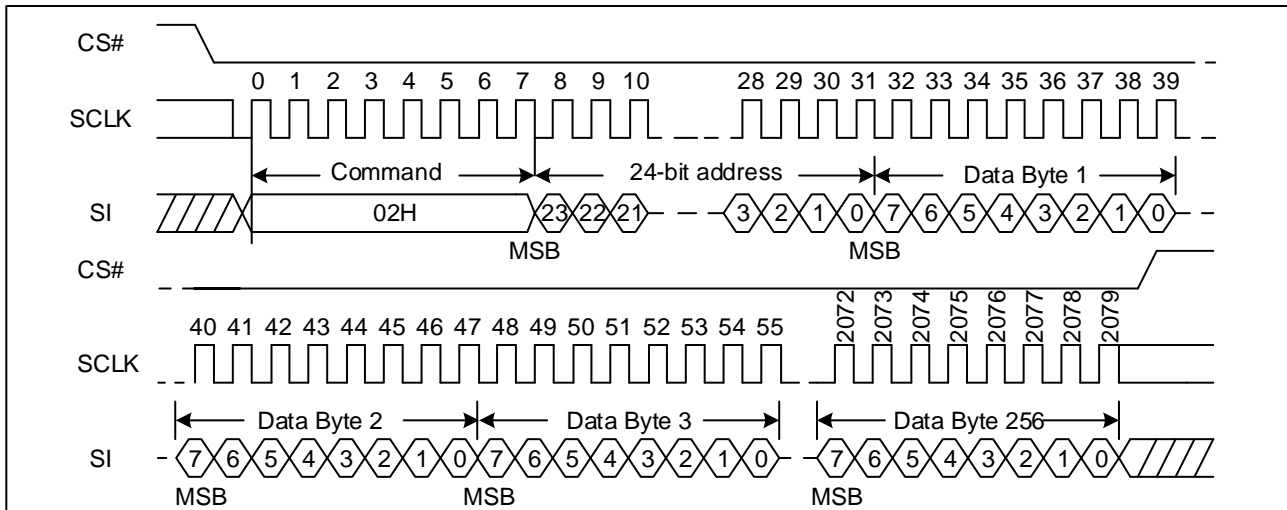 CS#
0 1 2 3 4 5 6 7 8 9 10 28 29 30 31 32 33 34 35 36 37 38 39
SCLK
Command 24-bit address Data Byte 1
SI 02H 23 22 21 3 2 1 0 7 6 5 4 3 2 1 0
MSB MSB
CS#
40 41 42 43 44 45 46 47 48 49 50 51 52 53 54 55 2072 2073 2074 2075 2076 2077 2078 2079
SCLK
Data Byte 2 Data Byte 3 Data Byte 256
SI 7 6 5 4 3 2 1 0 7 6 5 4 3 2 1 0 7 6 5 4 3 2 1 0
MSB MSB MSB